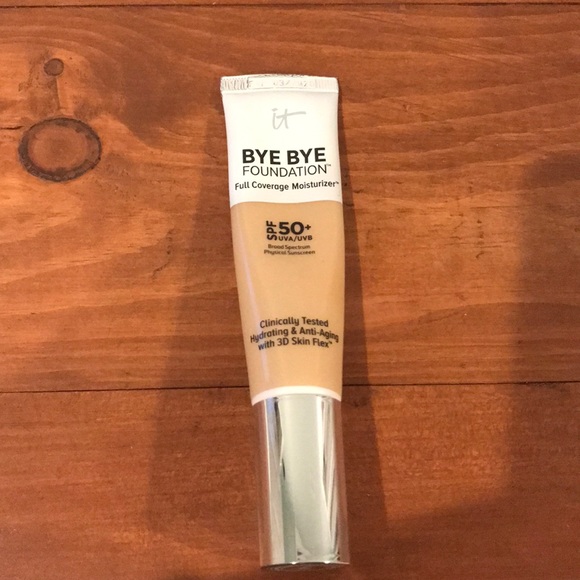 it
BYE BYE
FOUNDATION™
Full Coverage Moisturizer™
SPF 50+
UVA/UVB
Broad Spectrum
Physical Sunscreen
Clinically Tested
Hydrating & Anti-Aging
with 3D Skin Flex™